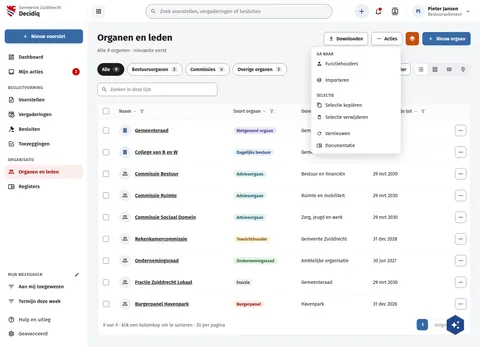 Gemeente Zuiddrecht
Decidiq
Zoek voorstellen, vergaderingen of besluiten
PJ
Pieter Jansen
Bestuursadviseur
+ Nieuw voorstel
Dashboard
Mijn acties
2
BESLUITVORMING
Voorstellen
Vergaderingen
Besluiten
Toezeggingen
ORGANISATIE
Organen en leden
Registers
MIJN WEERGAVEN
Aan mij toegewezen
Termijn deze week
Hulp en uitleg
Geavanceerd
Organen en leden
Alle 9 organen · nieuwste eerst
Downloaden
Acties
+ Nieuw orgaan
Alle 9
Bestuursorganen 2
Commissies 4
Overige organen 3
Zoeken in deze lijst
GA NAAR
Functiehouders
Importeren
SELECTIE
Selectie kopiëren
Selectie verwijderen
Vernieuwen
Documentatie
Naam
Soort orgaan
Gemeenteraad
Wetgevend orgaan
College van B en W
Dagelijks bestuur
Commissie Bestuur
Adviesorgaan
Bestuur en financiën
29 mrt 2030
Commissie Ruimte
Adviesorgaan
Ruimte en mobiliteit
29 mrt 2030
Commissie Sociaal Domein
Adviesorgaan
Zorg, jeugd en werk
29 mrt 2030
Rekenkamercommissie
Toezichthouder
Gemeente Zuiddrecht
31 dec 2028
Ondernemingsraad
Ondernemingsraad
Ambtelijke organisatie
30 jun 2027
Fractie Zuiddrecht Lokaal
Fractie
Gemeente Zuiddrecht
29 mrt 2030
Burgerpanel Havenpark
Burgerpanel
Havenpark
31 dec 2026
9 van 9 · klik een kolomkop om te sorteren · 20 per pagina
1